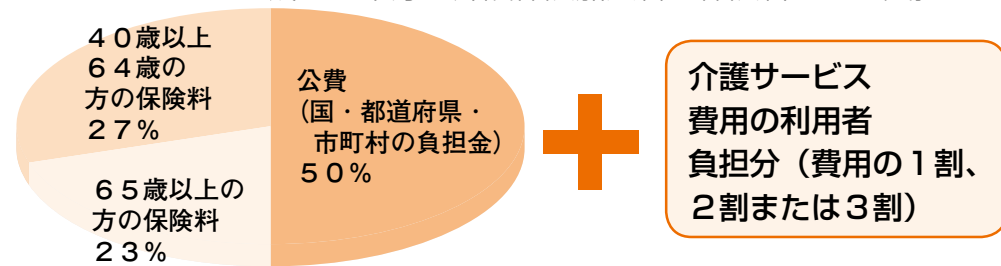 ４０歳以上
６４歳の
方の保険料
２７％
公費
（国・都道府県・
市町村の負担金）
５０％
６５歳以上の
方の保険料
２３％
介護サービス
費用の利用者
負担分（費用の１割、
２割または３割）